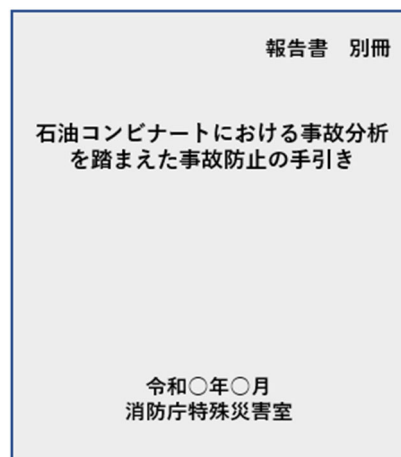 報告書　別冊
石油コンビナートにおける事故分析
を踏まえた事故防止の手引き
令和○年○月
消防庁特殊災害室